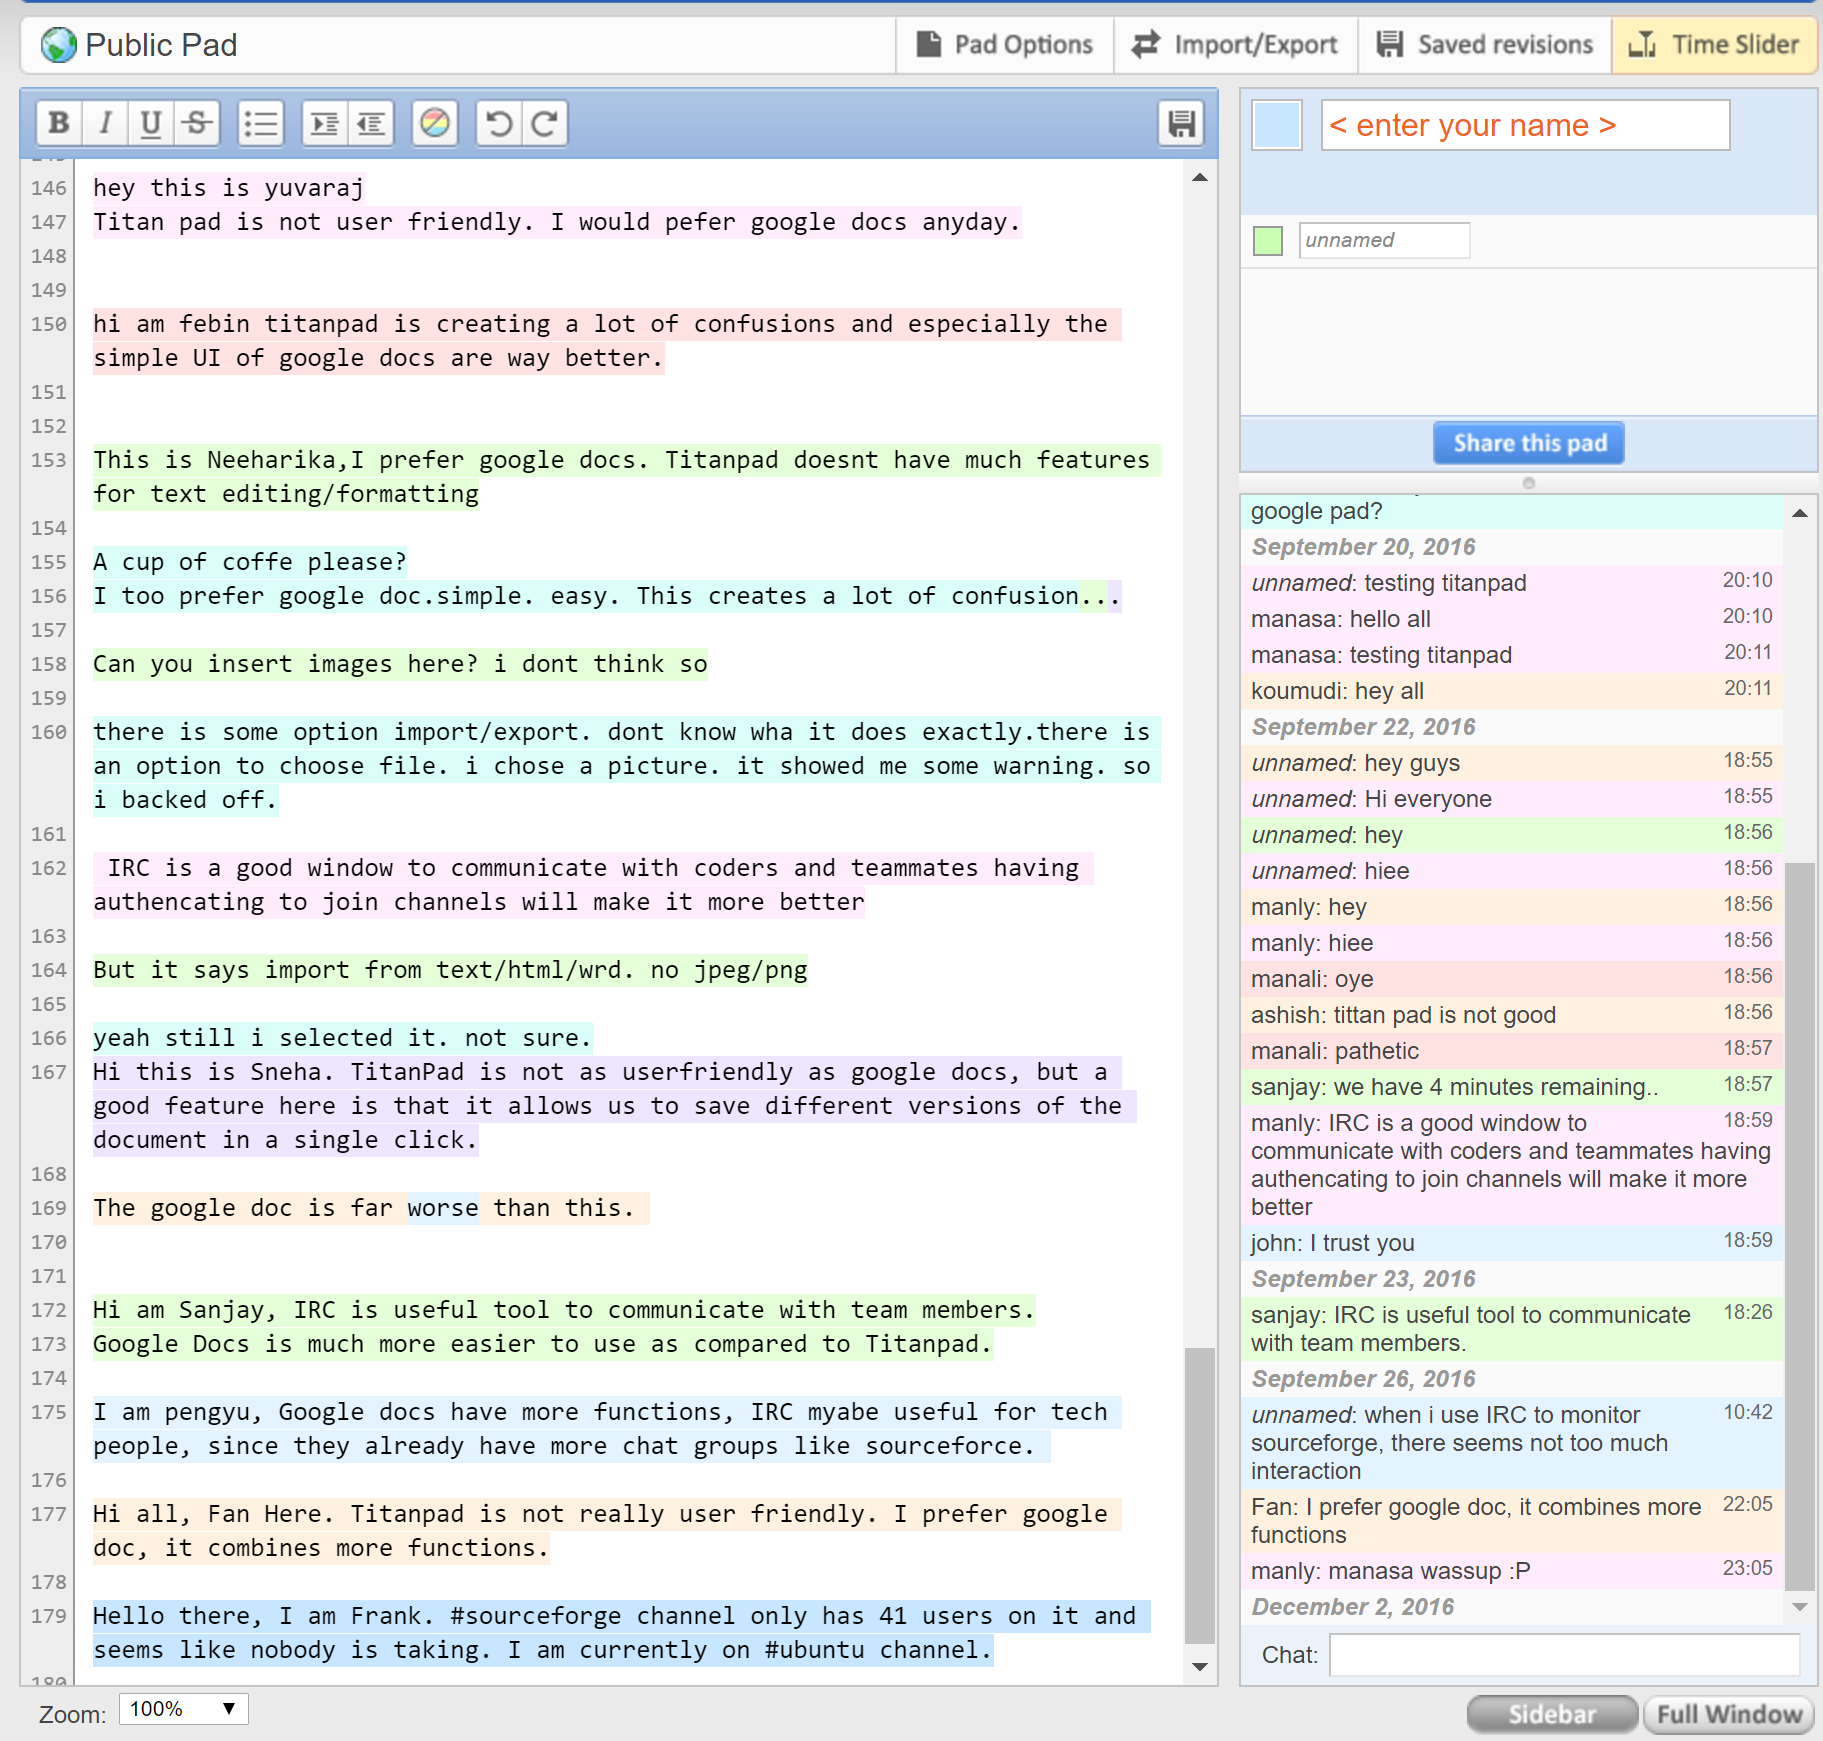 Public Pad
Pad Options
Import/Export
Saved revisions
Time Slider
B I U S
146 hey this is yuvaraj
147 Titan pad is not user friendly. I would pefer google docs anyday.
148
149
150 hi am febin titanpad is creating a lot of confusions and especially the
simple UI of google docs are way better.
151
152
153 This is Neeharika,I prefer google docs. Titanpad doesnt have much features
for text editing/formatting
154
155 A cup of coffe please?
156 I too prefer google doc.simple. easy. This creates a lot of confusion...
157
158 Can you insert images here? i dont think so
159
160 there is some option import/export. dont know wha it does exactly.there is
an option to choose file. i chose a picture. it showed me some warning. so
i backed off.
161
162 IRC is a good window to communicate with coders and teammates having
authencating to join channels will make it more better
163
164 But it says import from text/html/wrd. no jpeg/png
165
166 yeah still i selected it. not sure.
167 Hi this is Sneha. TitanPad is not as userfriendly as google docs, but a
good feature here is that it allows us to save different versions of the
document in a single click.
168
169 The google doc is far worse than this.
170
171
172 Hi am Sanjay, IRC is useful tool to communicate with team members.
173 Google Docs is much more easier to use as compared to Titanpad.
174
175 I am pengyu, Google docs have more functions, IRC myabe useful for tech
people, since they already have more chat groups like sourceforce.
176
177 Hi all, Fan Here. Titanpad is not really user friendly. I prefer google
doc, it combines more functions.
178
179 Hello there, I am Frank. #sourceforge channel only has 41 users on it and
seems like nobody is taking. I am currently on #ubuntu channel.
180
Zoom: 100%
< enter your name >
unnamed
Share this pad
google pad?
September 20, 2016
unnamed: testing titanpad 20:10
manasa: hello all 20:10
manasa: testing titanpad 20:11
koumudi: hey all 20:11
September 22, 2016
unnamed: hey guys 18:55
unnamed: Hi everyone 18:55
unnamed: hey 18:56
unnamed: hiee 18:56
manly: hey 18:56
manly: hiee 18:56
manali: oye 18:56
ashish: tittan pad is not good 18:56
manali: pathetic 18:57
sanjay: we have 4 minutes remaining.. 18:57
manly: IRC is a good window to 18:59
communicate with coders and teammates having
authencating to join channels will make it more
better
john: I trust you 18:59
September 23, 2016
sanjay: IRC is useful tool to communicate 18:26
with team members.
September 26, 2016
unnamed: when i use IRC to monitor 10:42
sourceforge, there seems not too much
interaction
Fan: I prefer google doc, it combines more 22:05
functions
manly: manasa wassup :P 23:05
December 2, 2016
Chat:
Sidebar
Full Window